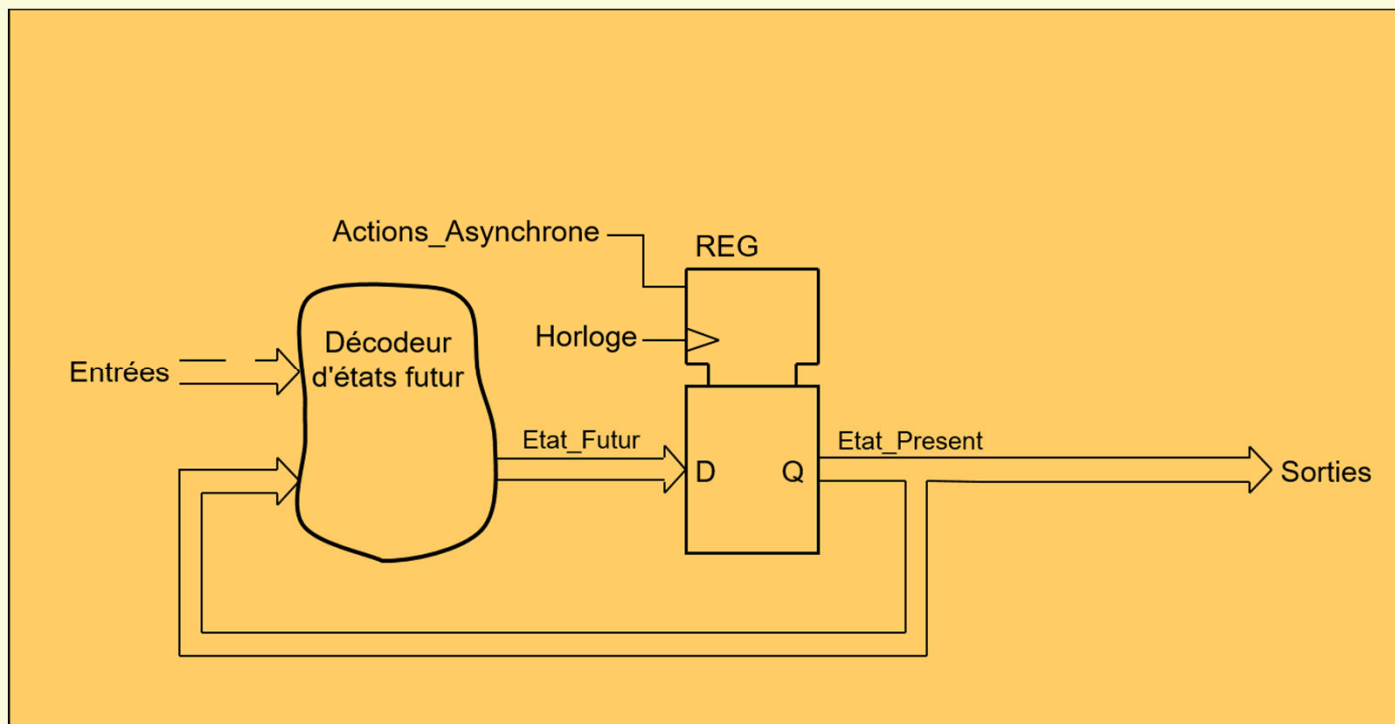 Actions_Asynchrone
REG
Horloge
Décodeur
d'états futur
Entrées
Etat_Futur
Etat_Present
D
Q
Sorties